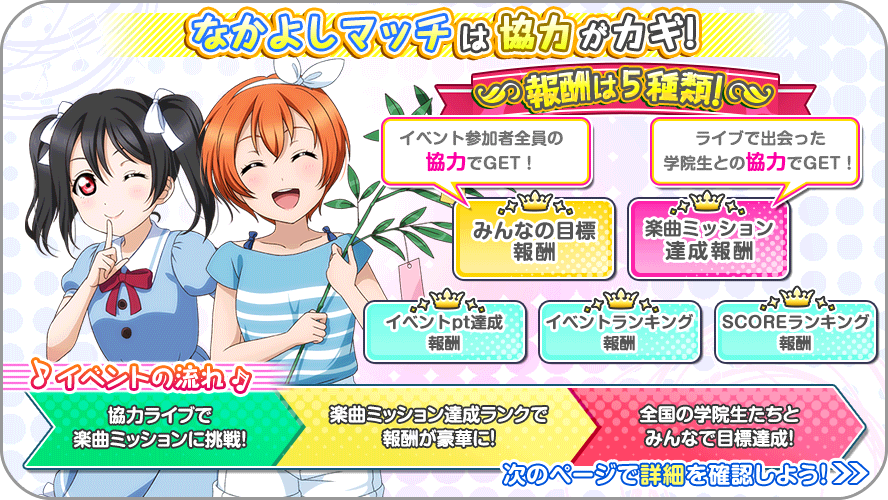 なかよしマッチは協力がカギ!
報酬は5種類!
イベント参加者全員の
協力でGET!
ライブで出会った
学院生との協力でGET!
みんなの目標
報酬
楽曲ミッション
達成報酬
イベントpt達成
報酬
イベントランキング
報酬
SCOREランキング
報酬
♪イベントの流れ♪
協力ライブで
楽曲ミッションに挑戦!
楽曲ミッション達成ランクで
報酬が豪華に!
全国の学院生たちと
みんなで目標達成!
次のページで詳細を確認しよう!>>